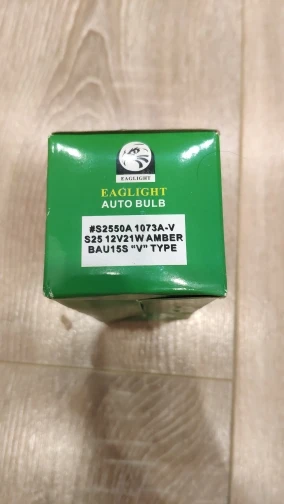 EAGLIGHT
EAGLIGHT
AUTO BULB
#S2550A 1073A-V
S25 12V21W AMBER
BAU15S "V" TYPE